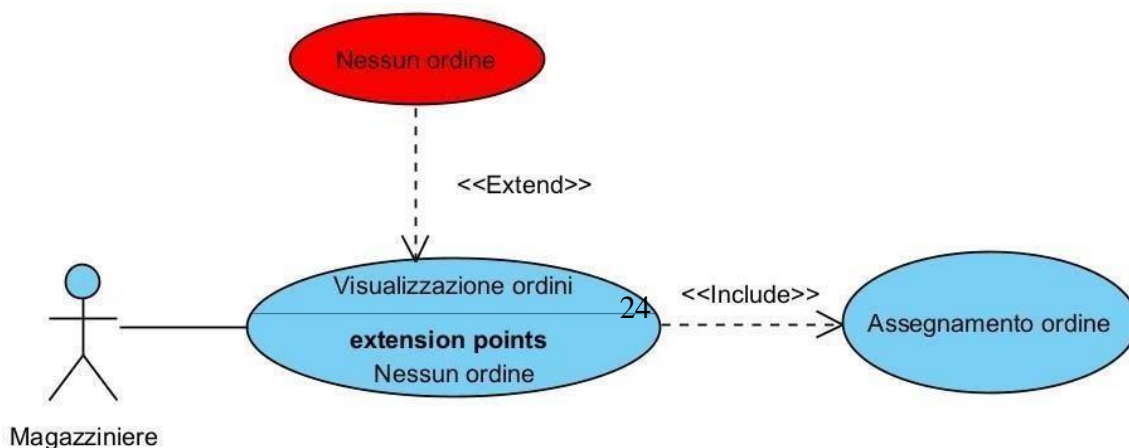 Nessun ordine
<<Extend>>
Visualizzazione ordini
24
<<Include>>
extension points
Nessun ordine
Assegnamento ordine
Magazziniere